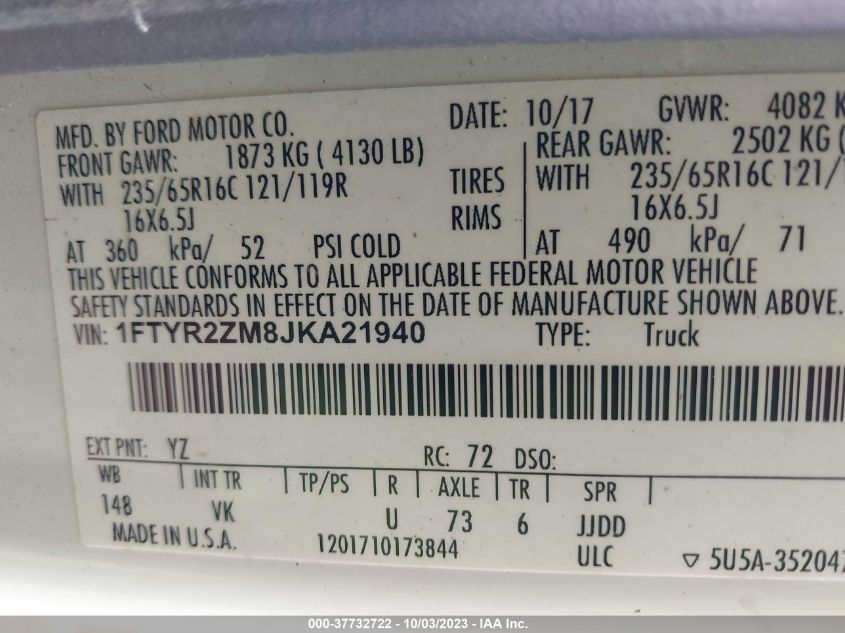 MFD. BY FORD MOTOR CO.
DATE: 10/17 GVWR: 4082 K
FRONT GAWR: 1873 KG ( 4130 LB)
REAR GAWR: 2502 KG (
WITH 235/65R16C 121/119R TIRES WITH 235/65R16C 121/
16X6.5J RIMS 16X6.5J
AT 360 kPa/ 52 PSI COLD AT 490 kPa/ 71
THIS VEHICLE CONFORMS TO ALL APPLICABLE FEDERAL MOTOR VEHICLE
SAFETY STANDARDS IN EFFECT ON THE DATE OF MANUFACTURE SHOWN ABOVE.
VIN: 1FTYR2ZM8JKA21940 TYPE: Truck
EXT PNT: YZ RC: 72 DSO:
WB INT TR TP/PS R AXLE TR SPR
148 VK U 73 6 JJDD
MADE IN U.S.A. 1201710173844 ULC ▽ 5U5A-35204
000-37732722 - 10/03/2023 - IAA Inc.